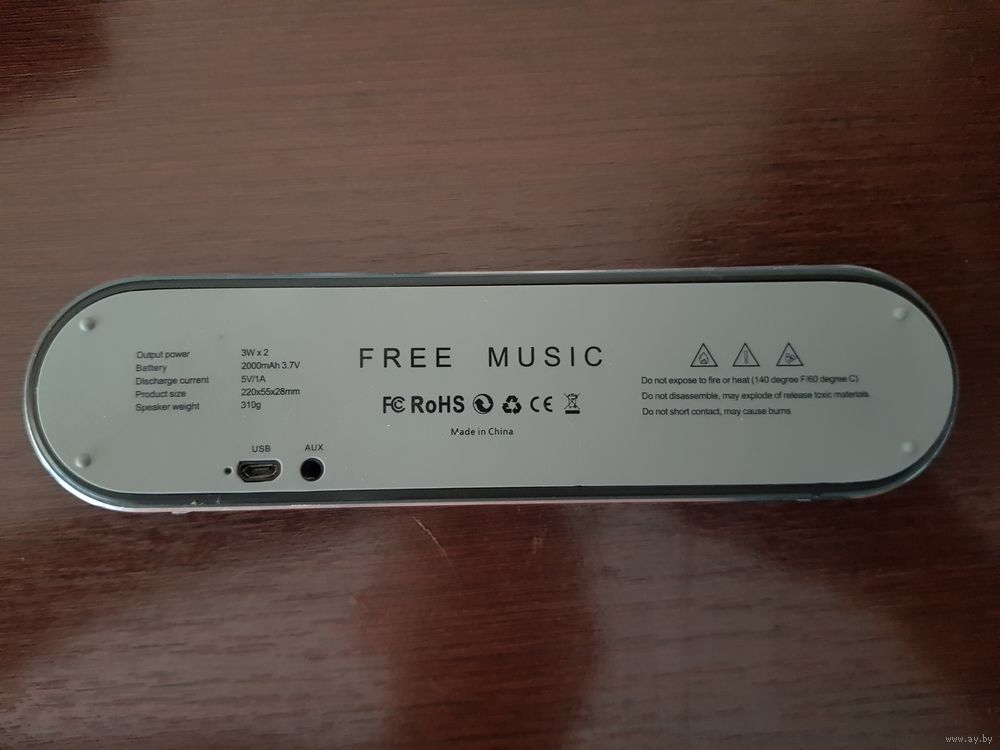 Output power 3W x 2
Battery 2000mAh 3.7V
Discharge current 5V/1A
Product size 220x55x28mm
Speaker weight 310g
USB AUX
FREE MUSIC
FC RoHS CE
Made in China
Do not expose to fire or heat (140 degree F/60 degree C)
Do not disassemble, may explode of release toxic materials.
Do not short contact, may cause burns
www.ay.by